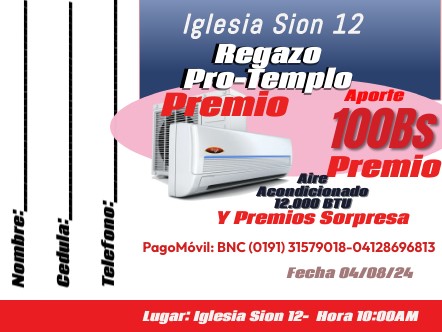 Nombre:
Cedula:
Telefono:
Iglesia Sion 12
Regazo
Pro-Templo
Premio
Aporte
100Bs
Premio
Aire
Acondicionado
12.000 BTU
Y Premios Sorpresa
PagoMóvil: BNC (0191) 31579018-04128696813
Fecha 04/08/24
Lugar: Iglesia Sion 12- Hora 10:00AM